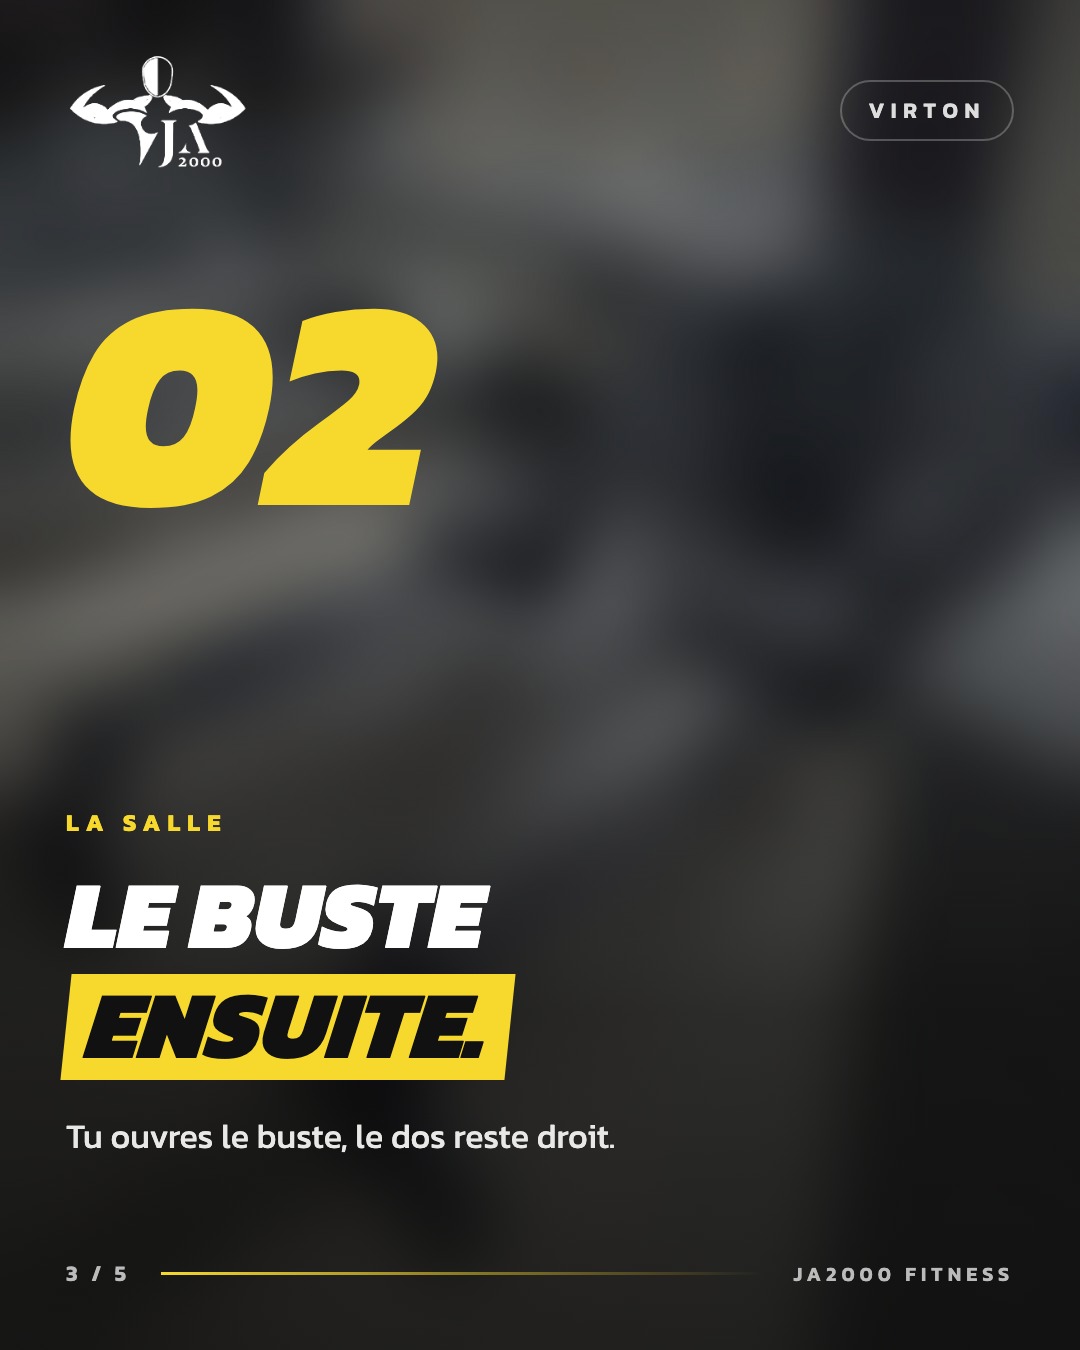 JA
2000
VIRTON
02
LA SALLE
LE BUSTE
ENSUITE.
Tu ouvres le buste, le dos reste droit.
3 / 5
JA2000 FITNESS